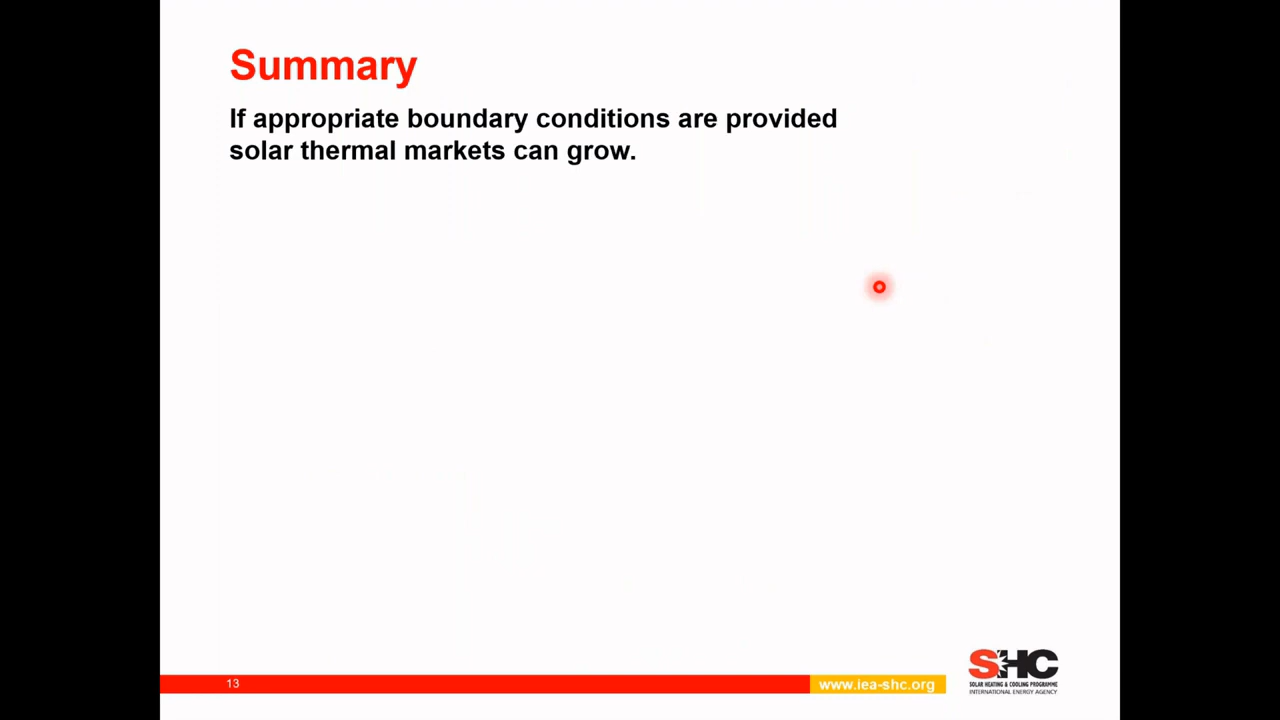 Summary
If appropriate boundary conditions are provided
solar thermal markets can grow.
13
www.iea-shc.org
SHC
SOLAR HEATING & COOLING PROGRAMME
INTERNATIONAL ENERGY AGENCY